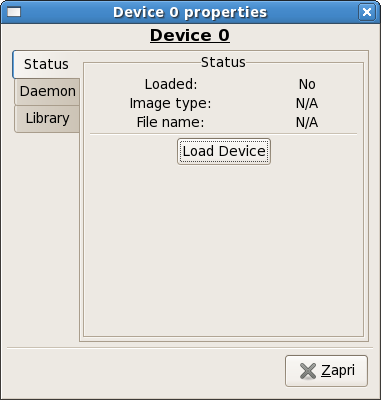 Device 0 properties
Device 0
Status
Daemon
Library
Status
Loaded: No
Image type: N/A
File name: N/A
Load Device
Zapri